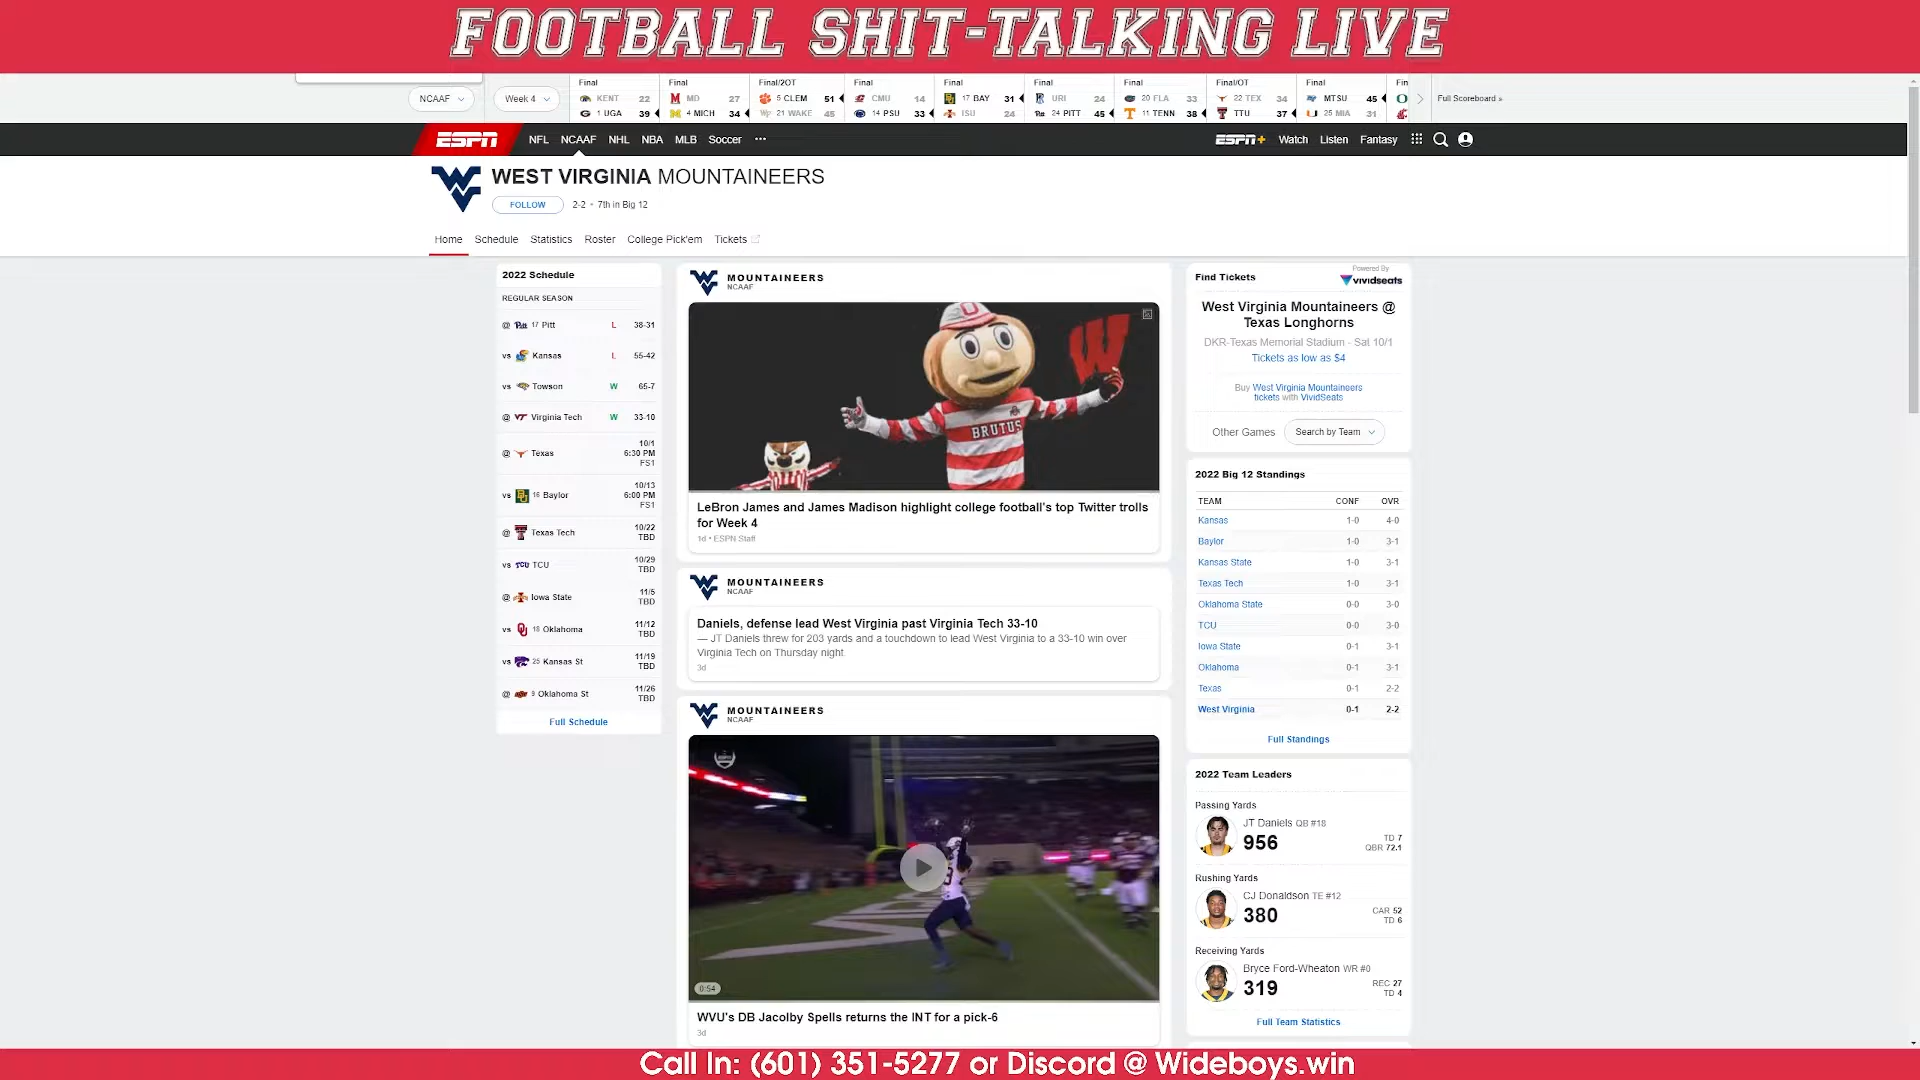 FOOTBALL SHIT-TALKING LIVE
NCAAF
Week 4
Final
KENT 22
1 UGA 39
Final
MD 27
4 MICH 34
Final/2OT
5 CLEM 51
21 WAKE 45
Final
CMU 14
14 PSU 33
Final
17 BAY 31
ISU 24
Final
URI 24
24 PITT 45
Final
20 FLA 33
11 TENN 38
Final/OT
22 TEX 34
TTU 37
Final
MTSU 45
25 MIA 31
Fin
Full Scoreboard »
ESPN NFL NCAAF NHL NBA MLB Soccer ··· ESPN+ Watch Listen Fantasy
WEST VIRGINIA MOUNTAINEERS
FOLLOW 2-2 • 7th in Big 12
Home Schedule Statistics Roster College Pick'em Tickets
2022 Schedule
REGULAR SEASON
@ Pitt 17 Pitt L 38-31
vs Kansas L 55-42
vs Towson W 65-7
@ VT Virginia Tech W 33-10
@ Texas 10/1 6:30 PM FS1
vs 16 Baylor 10/13 6:00 PM FS1
@ Texas Tech 10/22 TBD
vs TCU TCU 10/29 TBD
@ Iowa State 11/5 TBD
vs 18 Oklahoma 11/12 TBD
vs 25 Kansas St 11/19 TBD
@ 9 Oklahoma St 11/26 TBD
Full Schedule
MOUNTAINEERS
NCAAF
BRUTUS
W
LeBron James and James Madison highlight college football's top Twitter trolls
for Week 4
1d • ESPN Staff
MOUNTAINEERS
NCAAF
Daniels, defense lead West Virginia past Virginia Tech 33-10
— JT Daniels threw for 203 yards and a touchdown to lead West Virginia to a 33-10 win over
Virginia Tech on Thursday night.
3d
MOUNTAINEERS
NCAAF
0:54
WVU's DB Jacolby Spells returns the INT for a pick-6
3d
Find Tickets
Powered By
vividseats
West Virginia Mountaineers @
Texas Longhorns
DKR-Texas Memorial Stadium - Sat 10/1
Tickets as low as $4
Buy West Virginia Mountaineers
tickets with VividSeats
Other Games Search by Team
2022 Big 12 Standings
TEAM CONF OVR
Kansas 1-0 4-0
Baylor 1-0 3-1
Kansas State 1-0 3-1
Texas Tech 1-0 3-1
Oklahoma State 0-0 3-0
TCU 0-0 3-0
Iowa State 0-1 3-1
Oklahoma 0-1 3-1
Texas 0-1 2-2
West Virginia 0-1 2-2
Full Standings
2022 Team Leaders
Passing Yards
JT Daniels QB #18
956
TD 7
QBR 72.1
Rushing Yards
CJ Donaldson TE #12
380
CAR 52
TD 6
Receiving Yards
Bryce Ford-Wheaton WR #0
319
REC 27
TD 4
Full Team Statistics
Call In: (601) 351-5277 or Discord @ Wideboys.win